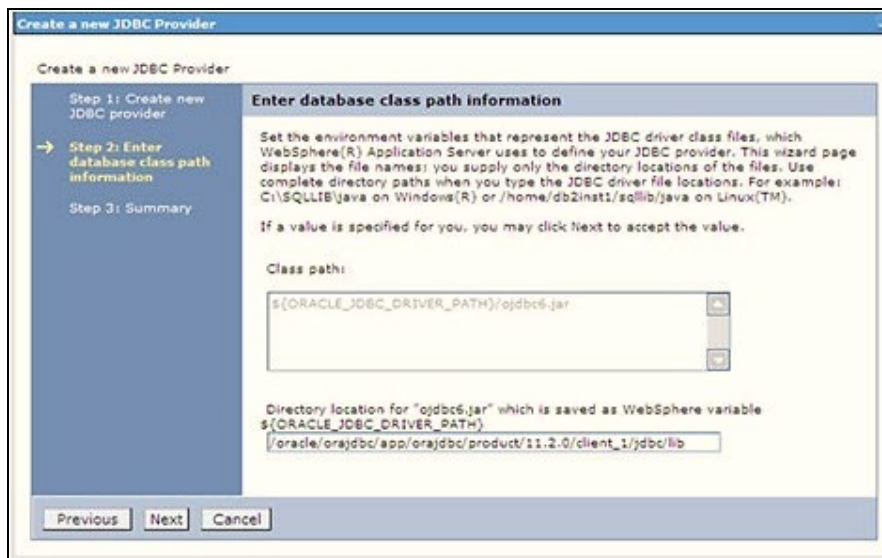 Create a new JDBC Provider
Create a new JDBC Provider
Step 1: Create new
JDBC provider
Step 2: Enter
database class path
information
Step 3: Summary
Enter database class path information
Set the environment variables that represent the JDBC driver class files, which
WebSphere(R) Application Server uses to define your JDBC provider. This wizard page
displays the file names; you supply only the directory locations of the files. Use
complete directory paths when you type the JDBC driver file locations. For example:
C:\SQLLIB\java on Windows(R) or /home/db2inst1/sqllib/java on Linux(TM).
If a value is specified for you, you may click Next to accept the value.
Class path:
${ORACLE_JDBC_DRIVER_PATH}/ojdbc6.jar
Directory location for "ojdbc6.jar" which is saved as WebSphere variable
${ORACLE_JDBC_DRIVER_PATH}
/oracle/orajdbc/app/orajdbc/product/11.2.0/client_1/jdbc/lib
Previous Next Cancel